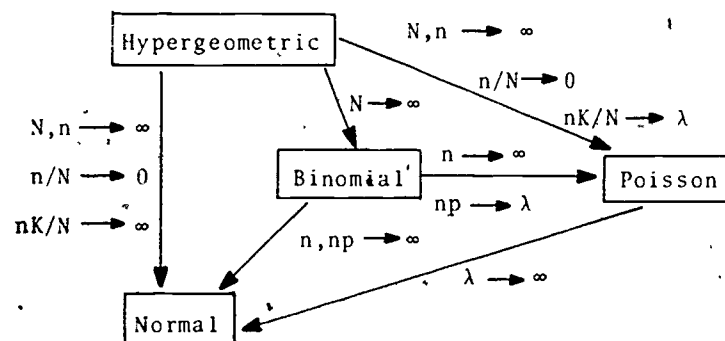 Hypergeometric
N,n → ∞
n/N → 0
nK/N → λ
N → ∞
N,n → ∞
n/N → 0
nK/N → ∞
n → ∞
Binomial
np → λ
Poisson
n,np → ∞
λ → ∞
Normal